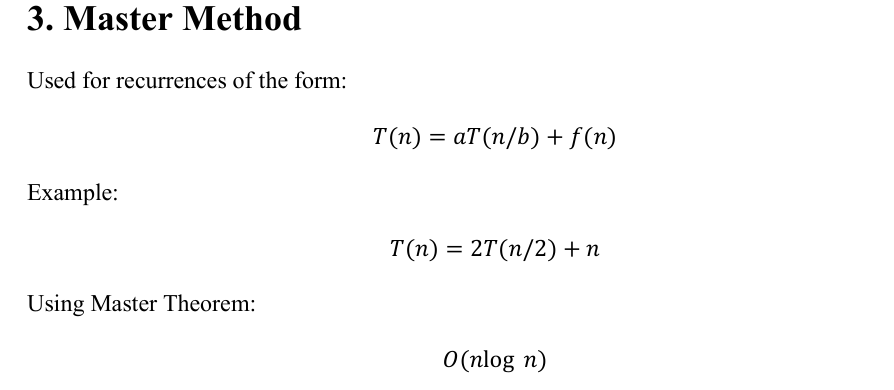 3. Master Method
Used for recurrences of the form:
T(n) = aT(n/b) + f(n)
Example:
T(n) = 2T(n/2) + n
Using Master Theorem:
O(nlog n)